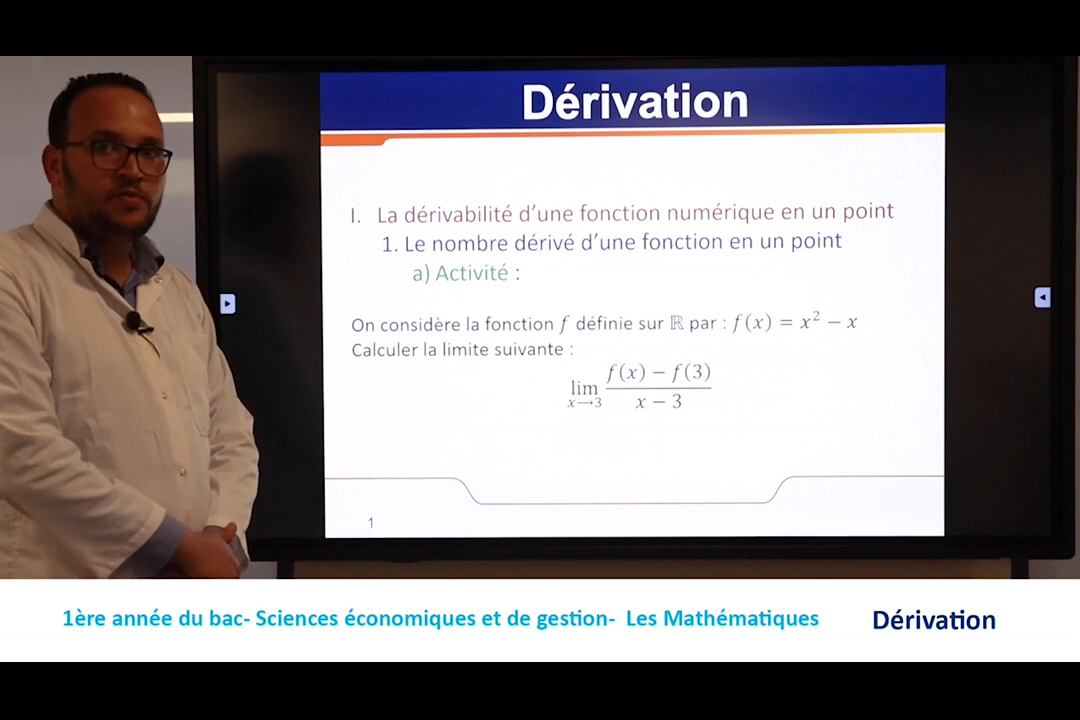 Dérivation
I. La dérivabilité d’une fonction numérique en un point
1. Le nombre dérivé d’une fonction en un point
a) Activité :
On considère la fonction f définie sur ℝ par : f(x) = x² − x
Calculer la limite suivante :
lim x→3 (f(x) − f(3))/(x − 3)
1
1ère année du bac- Sciences économiques et de gestion- Les Mathématiques
Dérivation